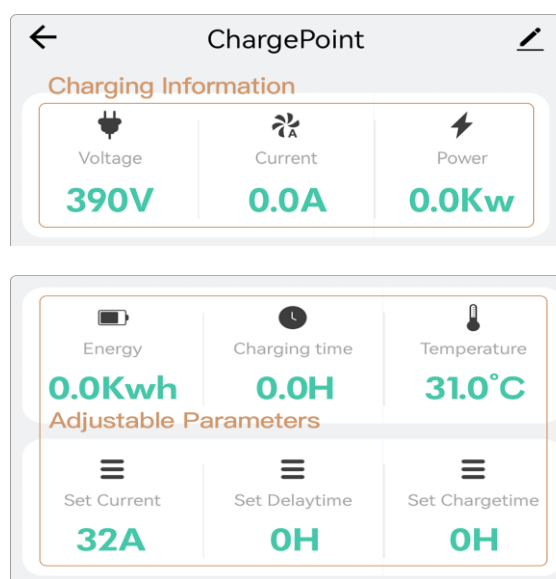 ChargePoint
Charging Information
Voltage Current Power
390V 0.0A 0.0Kw
Energy Charging time Temperature
0.0Kwh 0.0H 31.0°C
Adjustable Parameters
Set Current Set Delaytime Set Chargetime
32A 0H 0H